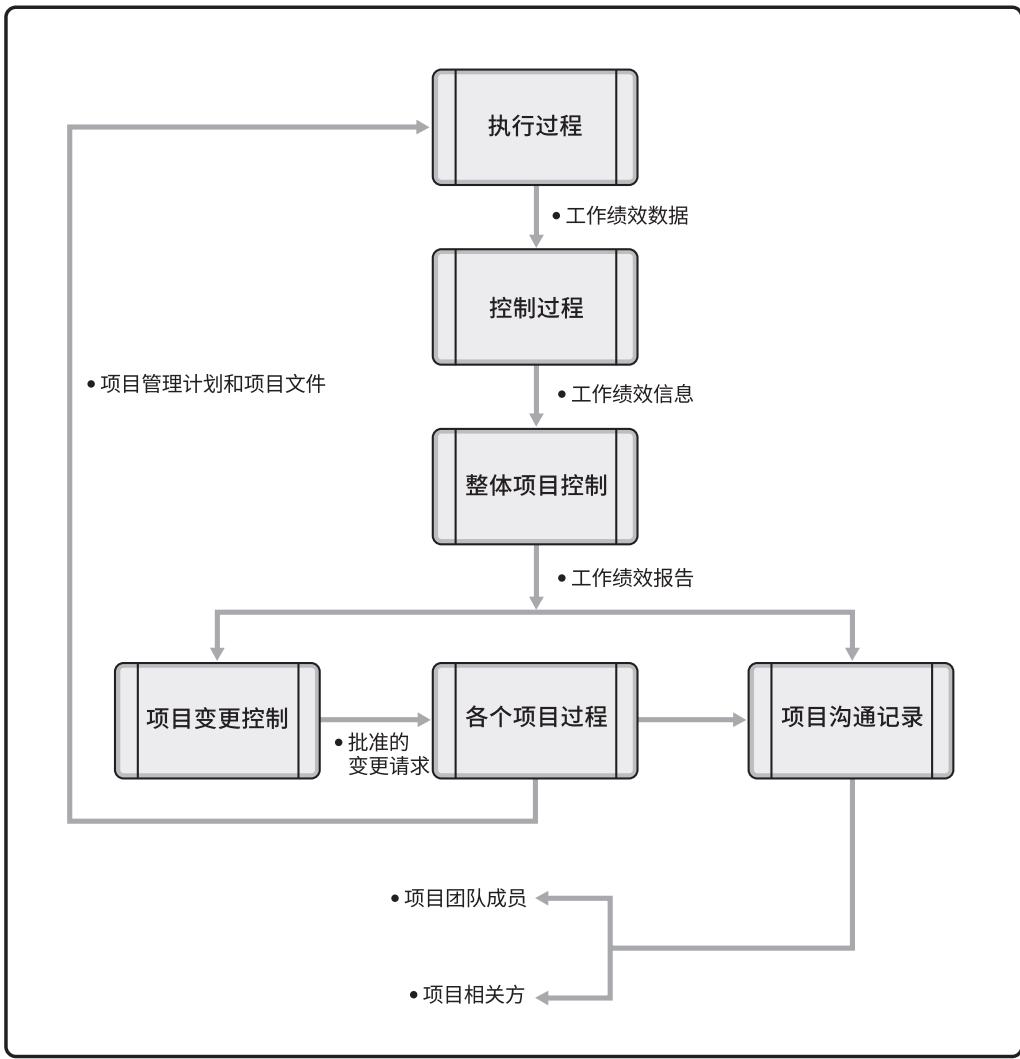 执行过程
• 工作绩效数据
控制过程
• 项目管理计划和项目文件
• 工作绩效信息
整体项目控制
• 工作绩效报告
项目变更控制
• 批准的
变更请求
各个项目过程
项目沟通记录
• 项目团队成员
• 项目相关方